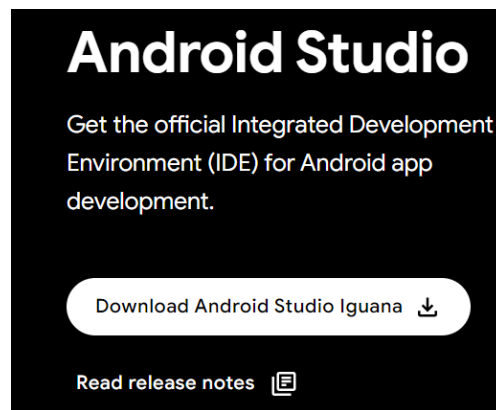 Android Studio
Get the official Integrated Development
Environment (IDE) for Android app
development.
Download Android Studio Iguana
Read release notes